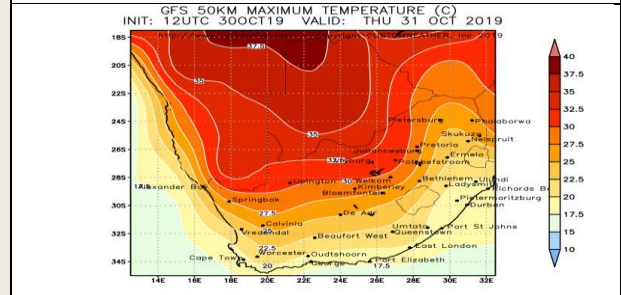 GFS 50KM MAXIMUM TEMPERATURE (C)
INIT: 12UTC 30OCT19 VALID: THU 31 OCT 2019
18S
20S
22S
24S
26S
28S
30S
32S
34S
14E 16E 18E 20E 22E 24E 26E 28E 30E 32E
37.5
35
35
30
27.5
22.5
20
17.5
Pietersburg Phalaborwa
Skukuza
Nelspruit
Pretoria
Johannesburg
Ermelo
Potchefstroom
Welkom
Bethlehem Ulundi
Ladysmith
Richards B
Upington
Kimberley
Bloemfontein
Pietermaritzburg
Durban
Alexander Bay
Springbok
De Aar
Calvinia
Vredendal
Umtata Port St Johns
Queenstown
Beaufort West
East London
Worcester Oudtshoorn
Cape Town
George Port Elizabeth
40
37.5
35
32.5
30
27.5
25
22.5
20
17.5
15
10